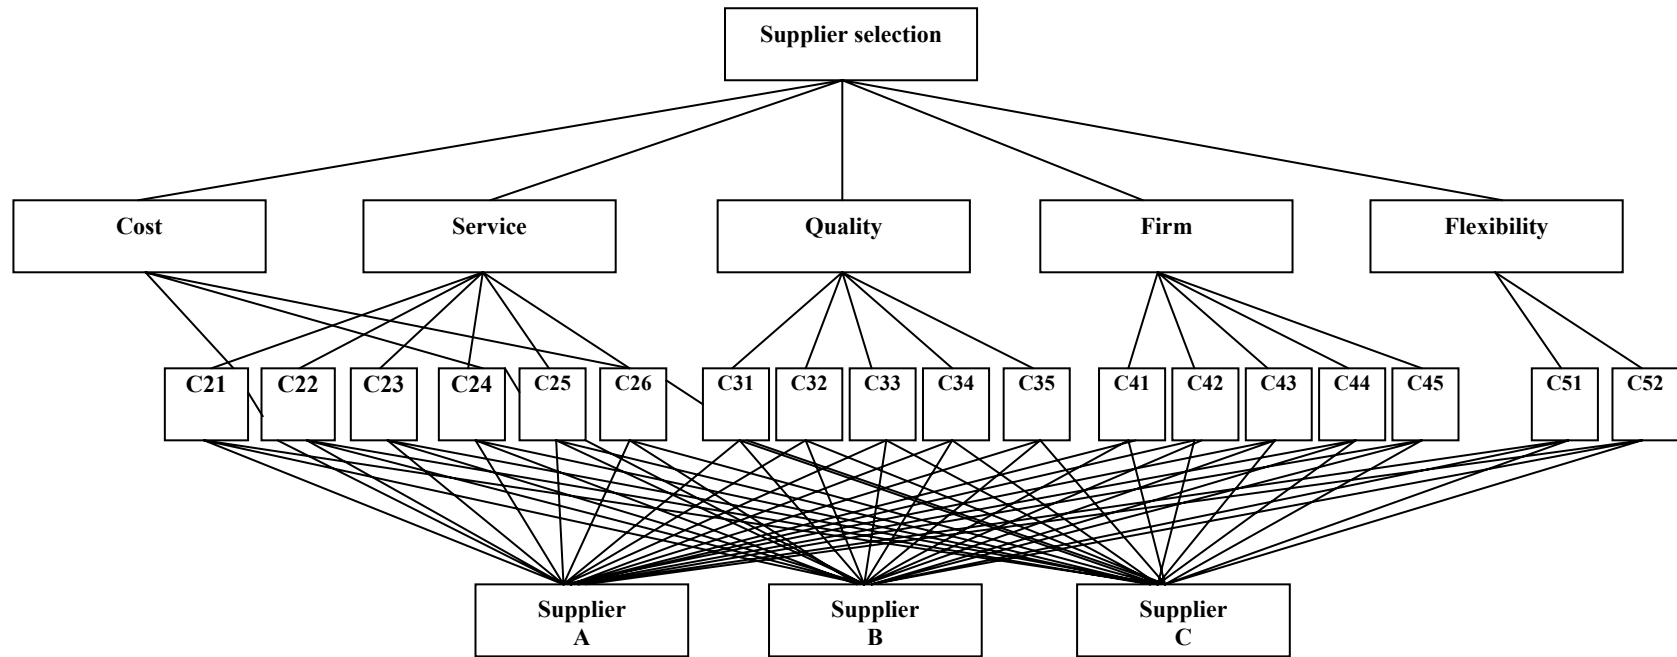 Supplier selection
Cost
Service
Quality
Firm
Flexibility
C21
C22
C23
C24
C25
C26
C31
C32
C33
C34
C35
C41
C42
C43
C44
C45
C51
C52
Supplier
A
Supplier
B
Supplier
C